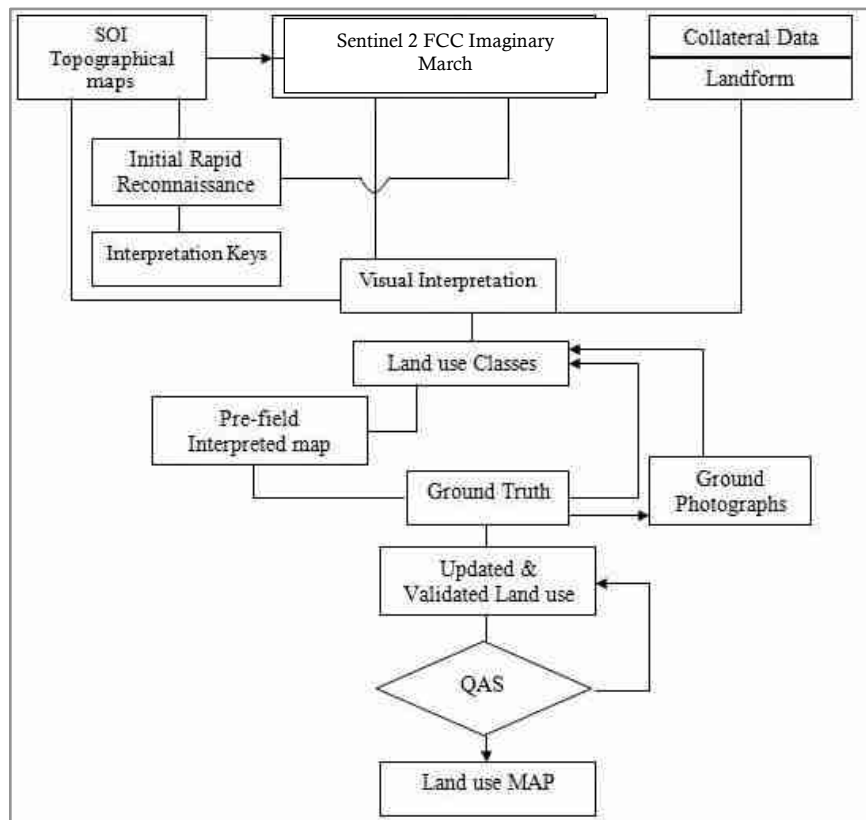 SOI
Topographical
maps
Sentinel 2 FCC Imaginary
March
Collateral Data
Landform
Initial Rapid
Reconnaissance
Interpretation Keys
Visual Interpretation
Land use Classes
Pre-field
Interpreted map
Ground Truth
Ground
Photographs
Updated &
Validated Land use
QAS
Land use MAP